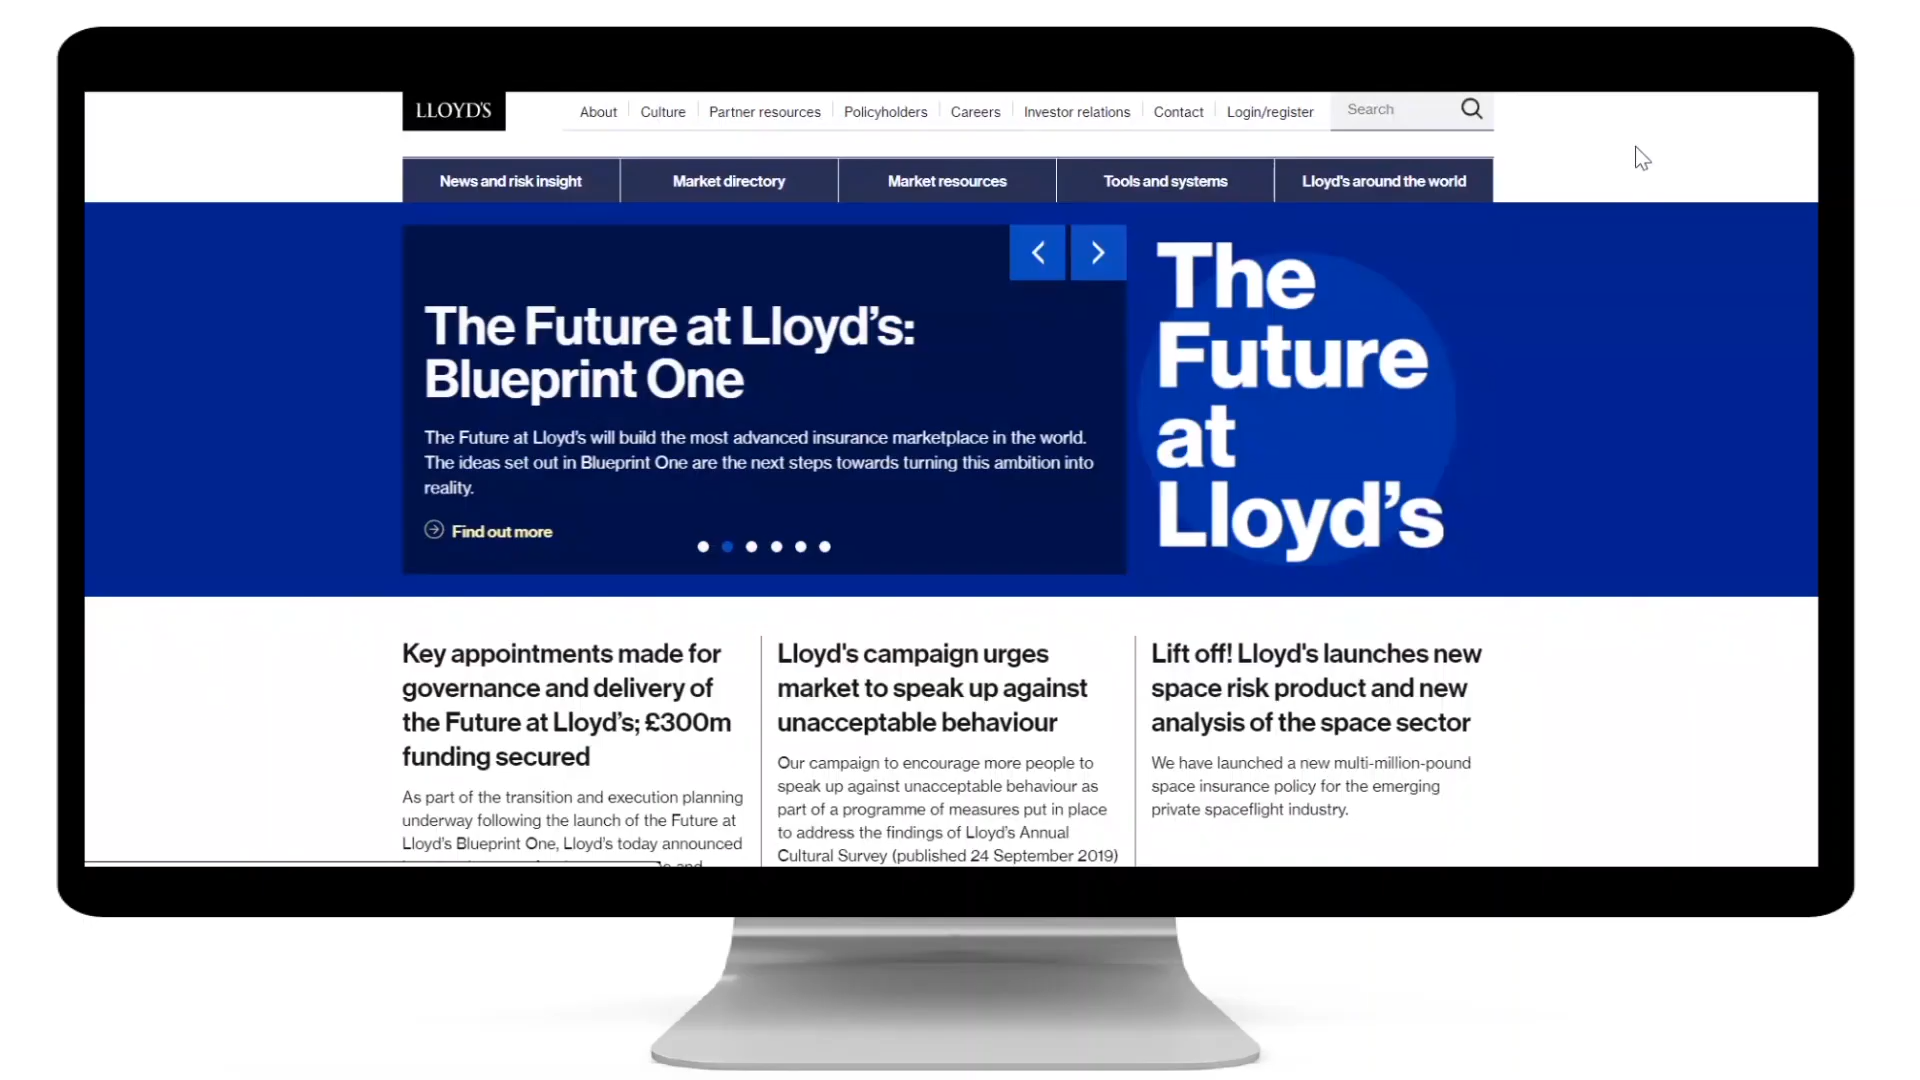 LLOYD'S
About
Culture
Partner resources
Policyholders
Careers
Investor relations
Contact
Login/register
Search
News and risk insight
Market directory
Market resources
Tools and systems
Lloyd's around the world
The Future at Lloyd’s:
Blueprint One
The Future at Lloyd’s will build the most advanced insurance marketplace in the world.
The ideas set out in Blueprint One are the next steps towards turning this ambition into
reality.
Find out more
The
Future
at
Lloyd’s
Key appointments made for
governance and delivery of
the Future at Lloyd’s; £300m
funding secured
As part of the transition and execution planning
underway following the launch of the Future at
Lloyd’s Blueprint One, Lloyd’s today announced
Lloyd's campaign urges
market to speak up against
unacceptable behaviour
Our campaign to encourage more people to
speak up against unacceptable behaviour as
part of a programme of measures put in place
to address the findings of Lloyd’s Annual
Cultural Survey (published 24 September 2019)
Lift off! Lloyd's launches new
space risk product and new
analysis of the space sector
We have launched a new multi-million-pound
space insurance policy for the emerging
private spaceflight industry.